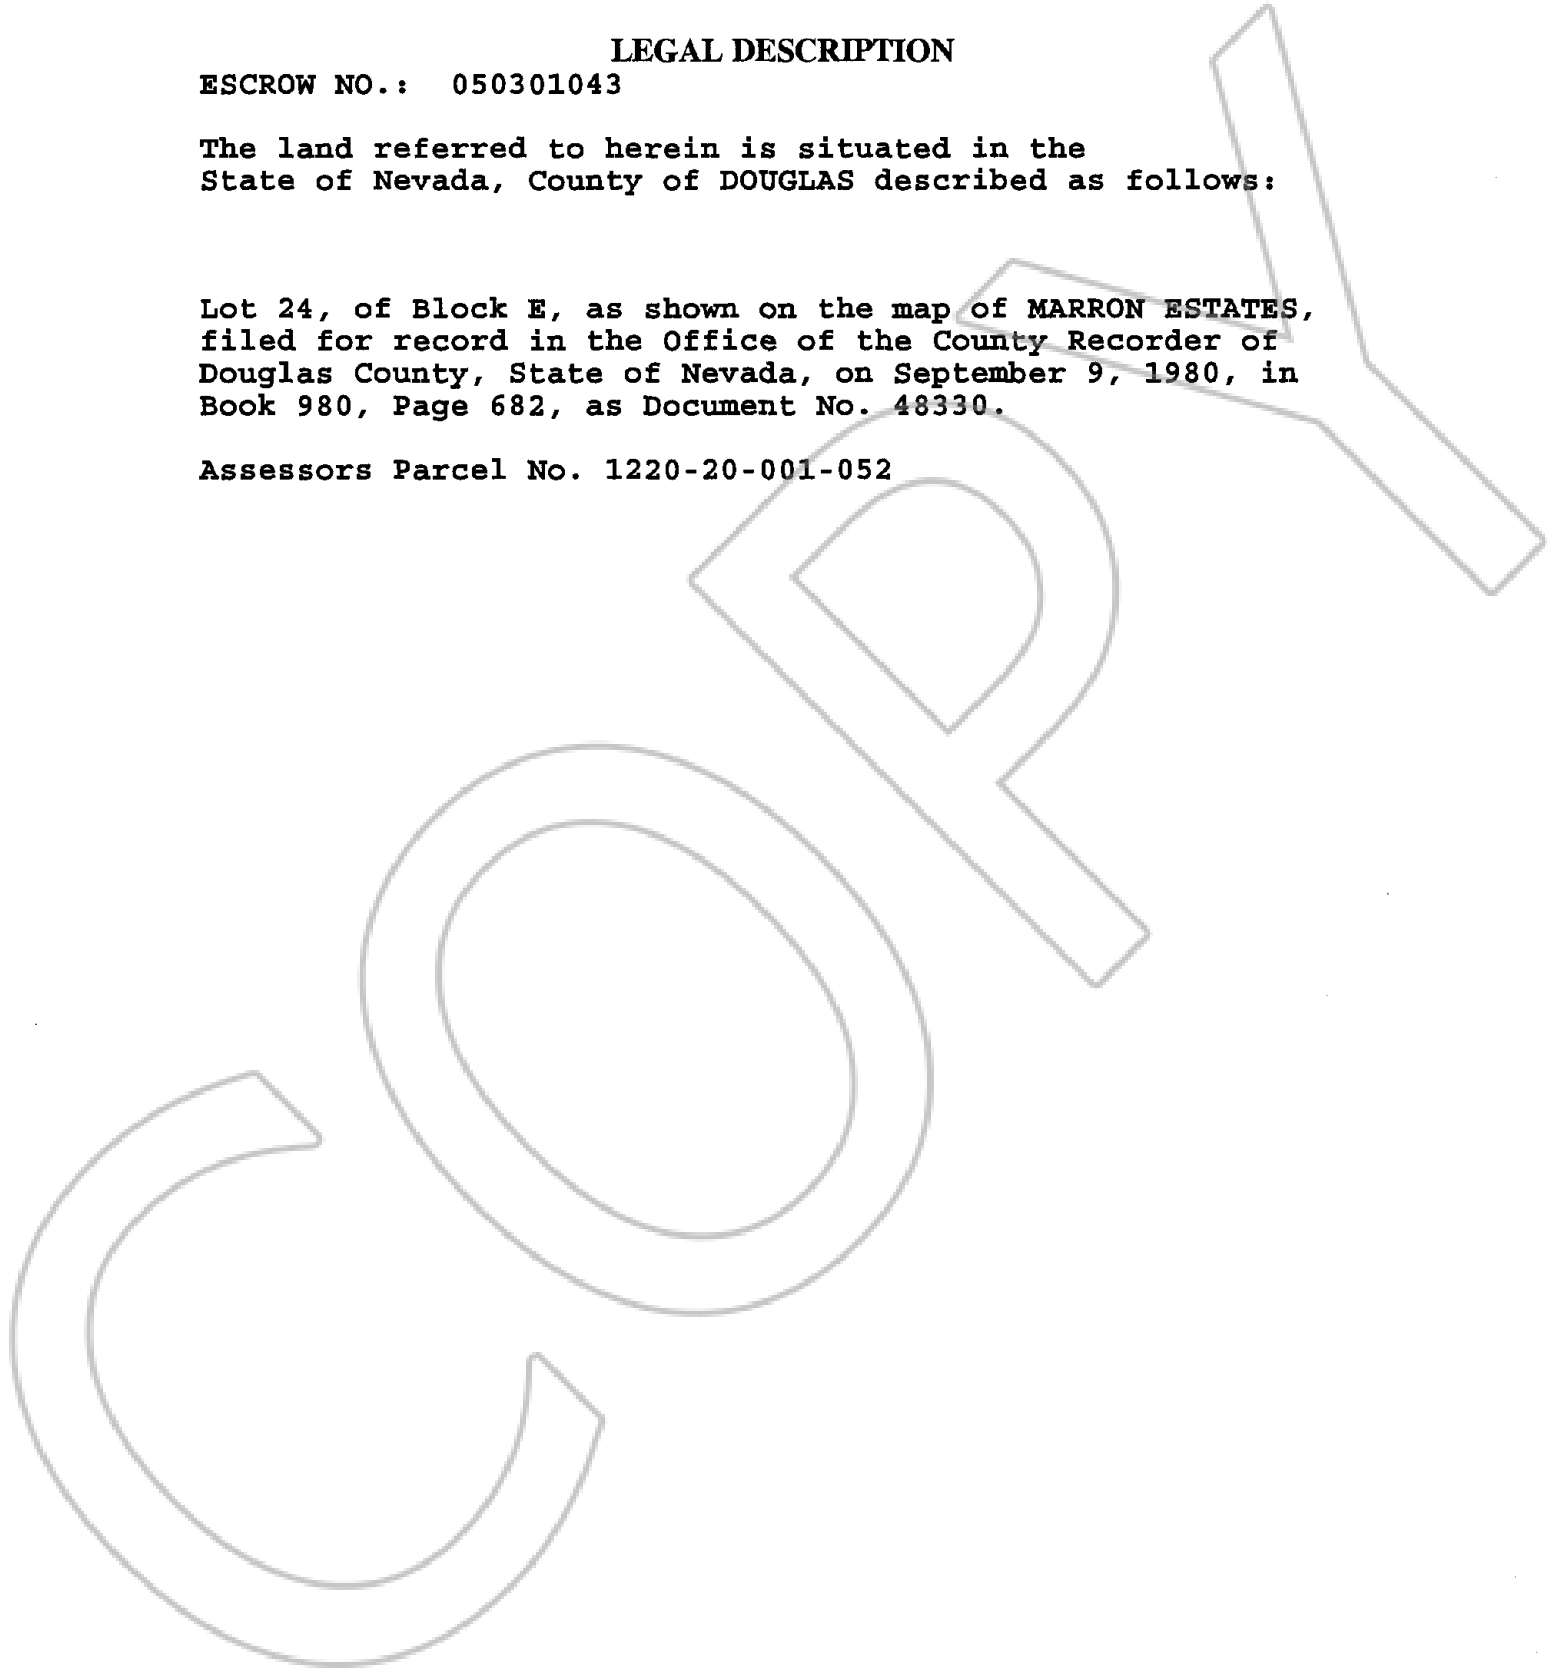 LEGAL DESCRIPTION
ESCROW NO.: 050301043
The land referred to herein is situated in the
State of Nevada, County of DOUGLAS described as follows:
Lot 24, of Block E, as shown on the map of MARRON ESTATES,
filed for record in the Office of the County Recorder of
Douglas County, State of Nevada, on September 9, 1980, in
Book 980, Page 682, as Document No. 48330.
Assessors Parcel No. 1220-20-001-052
COPY